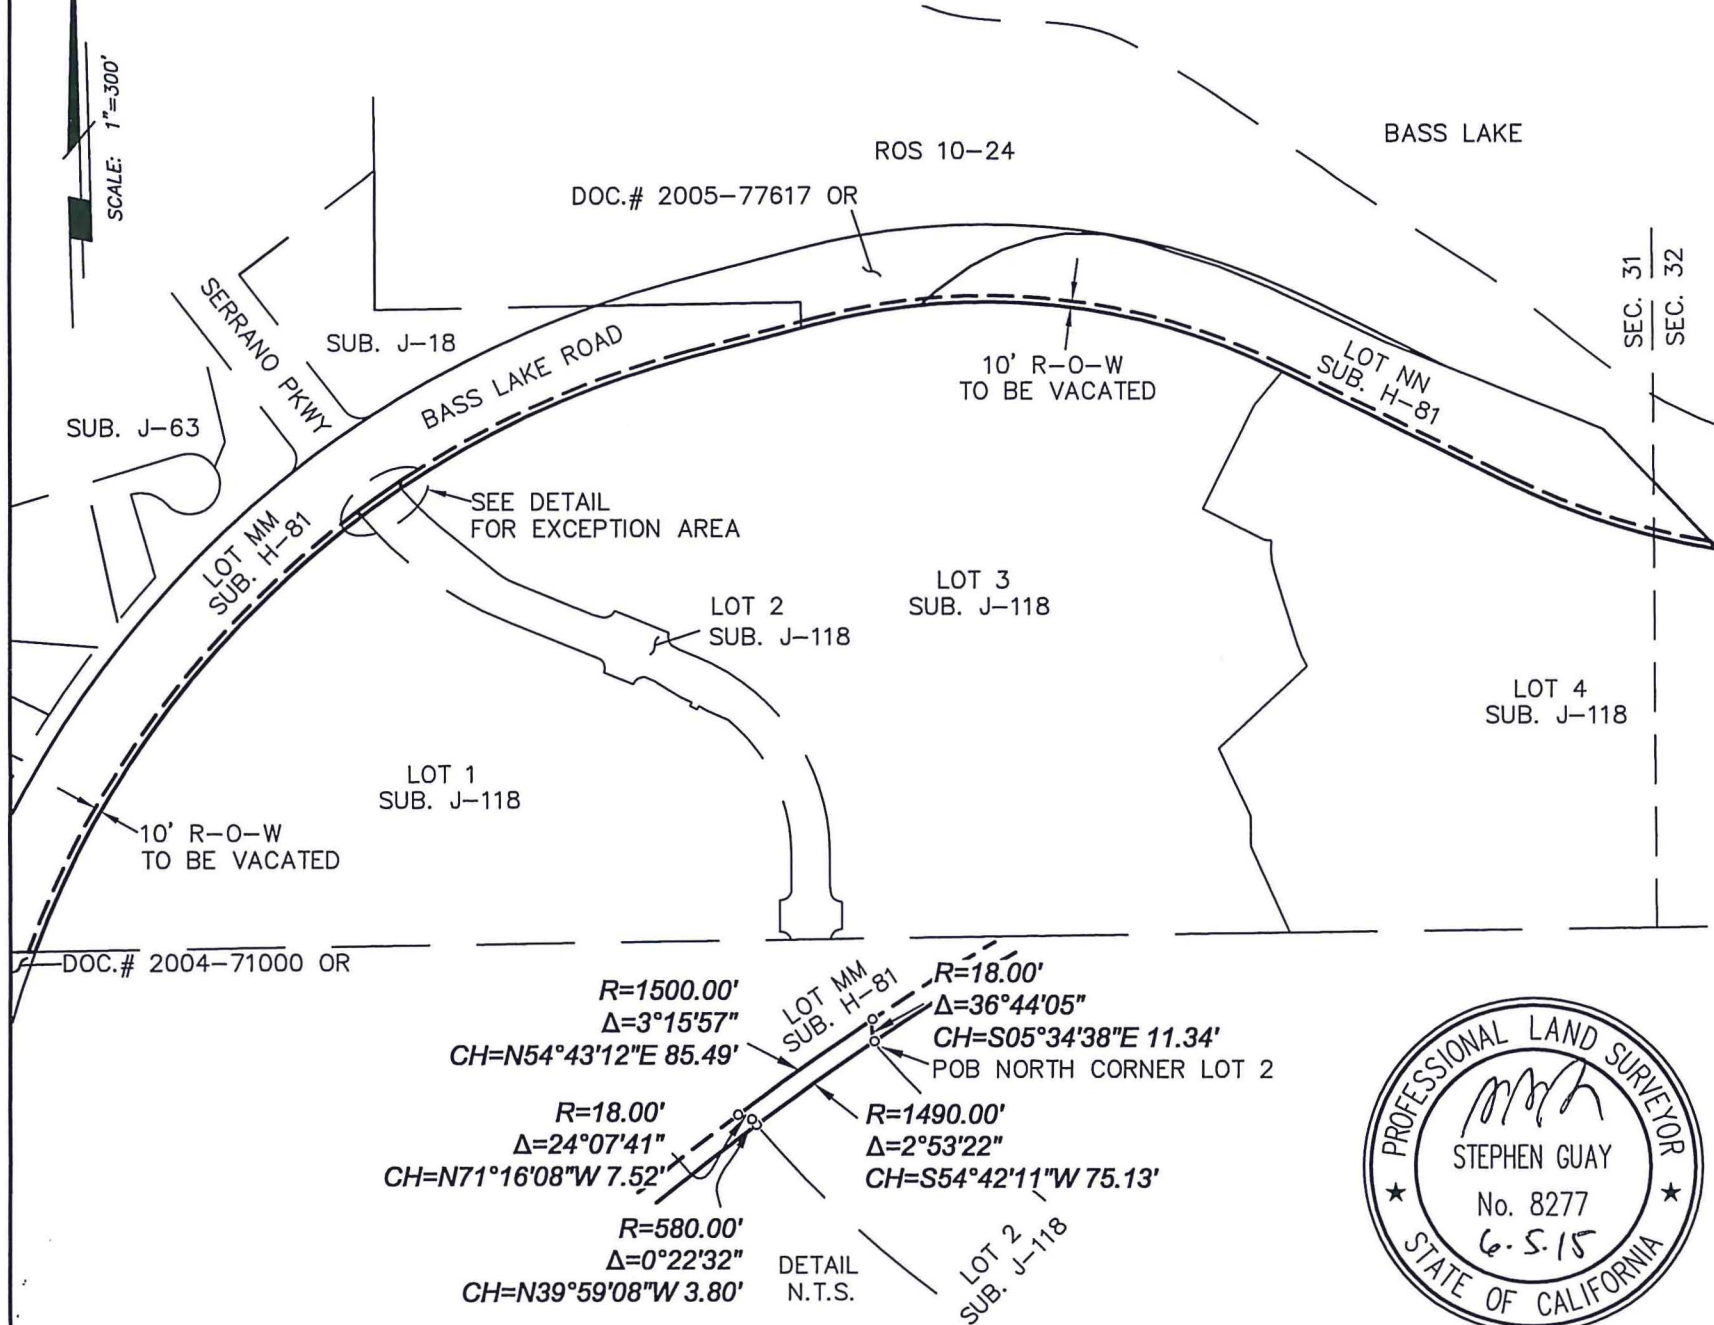 SCALE: 1"=300'
BASS LAKE
ROS 10-24
DOC.# 2005-77617 OR
SEC. 31
SEC. 32
SERRANO PKWY
SUB. J-18
BASS LAKE ROAD
10' R-O-W
TO BE VACATED
LOT NN
SUB. H-81
SUB. J-63
SEE DETAIL
FOR EXCEPTION AREA
LOT MM
SUB. H-81
LOT 2
SUB. J-118
LOT 3
SUB. J-118
LOT 4
SUB. J-118
LOT 1
SUB. J-118
10' R-O-W
TO BE VACATED
DOC.# 2004-71000 OR
R=1500.00'
Δ=3°15'57"
CH=N54°43'12"E 85.49'
LOT MM
SUB. H-81
R=18.00'
Δ=36°44'05"
CH=S05°34'38"E 11.34'
POB NORTH CORNER LOT 2
R=18.00'
Δ=24°07'41"
CH=N71°16'08"W 7.52'
R=1490.00'
Δ=2°53'22"
CH=S54°42'11"W 75.13'
R=580.00'
Δ=0°22'32"
CH=N39°59'08"W 3.80'
DETAIL
N.T.S.
LOT 2
SUB. J-118
PROFESSIONAL LAND SURVEYOR
STEPHEN GUAY
No. 8277
6.5.15
STATE OF CALIFORNIA